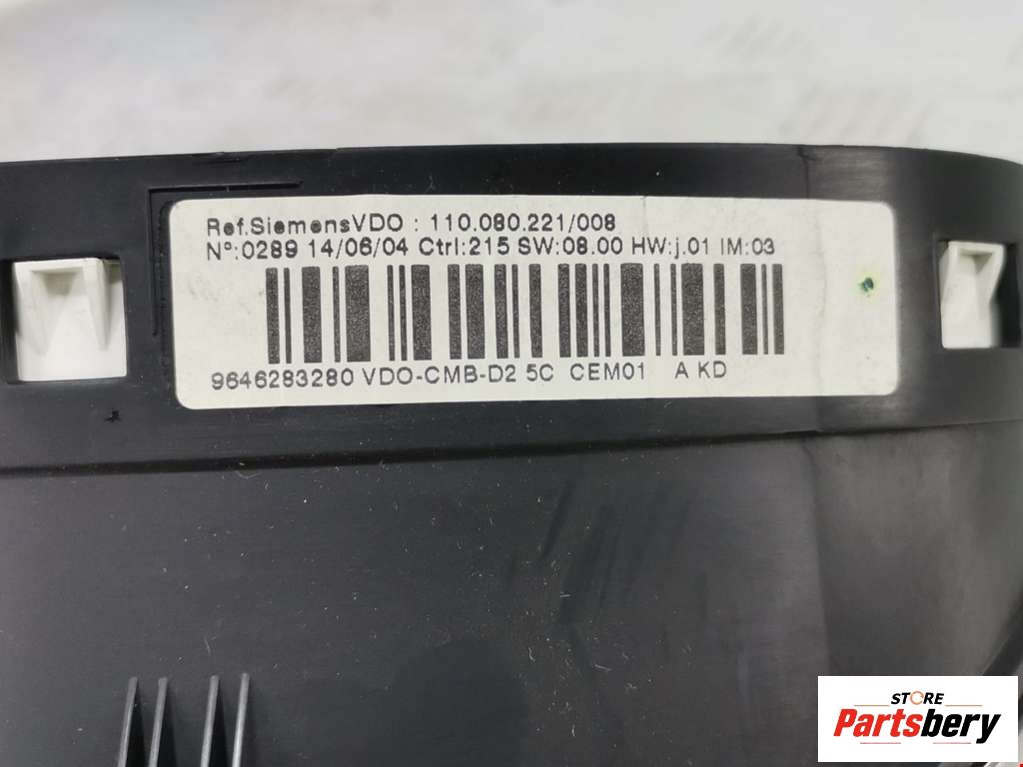 Ref.SiemensVDO : 110.080.221/008
Nº:0289 14/06/04 Ctrl:215 SW:08.00 HW:j.01 IM:03
9646283280 VDO-CMB-D2 5C CEM01 A KD
STORE
Partsbery